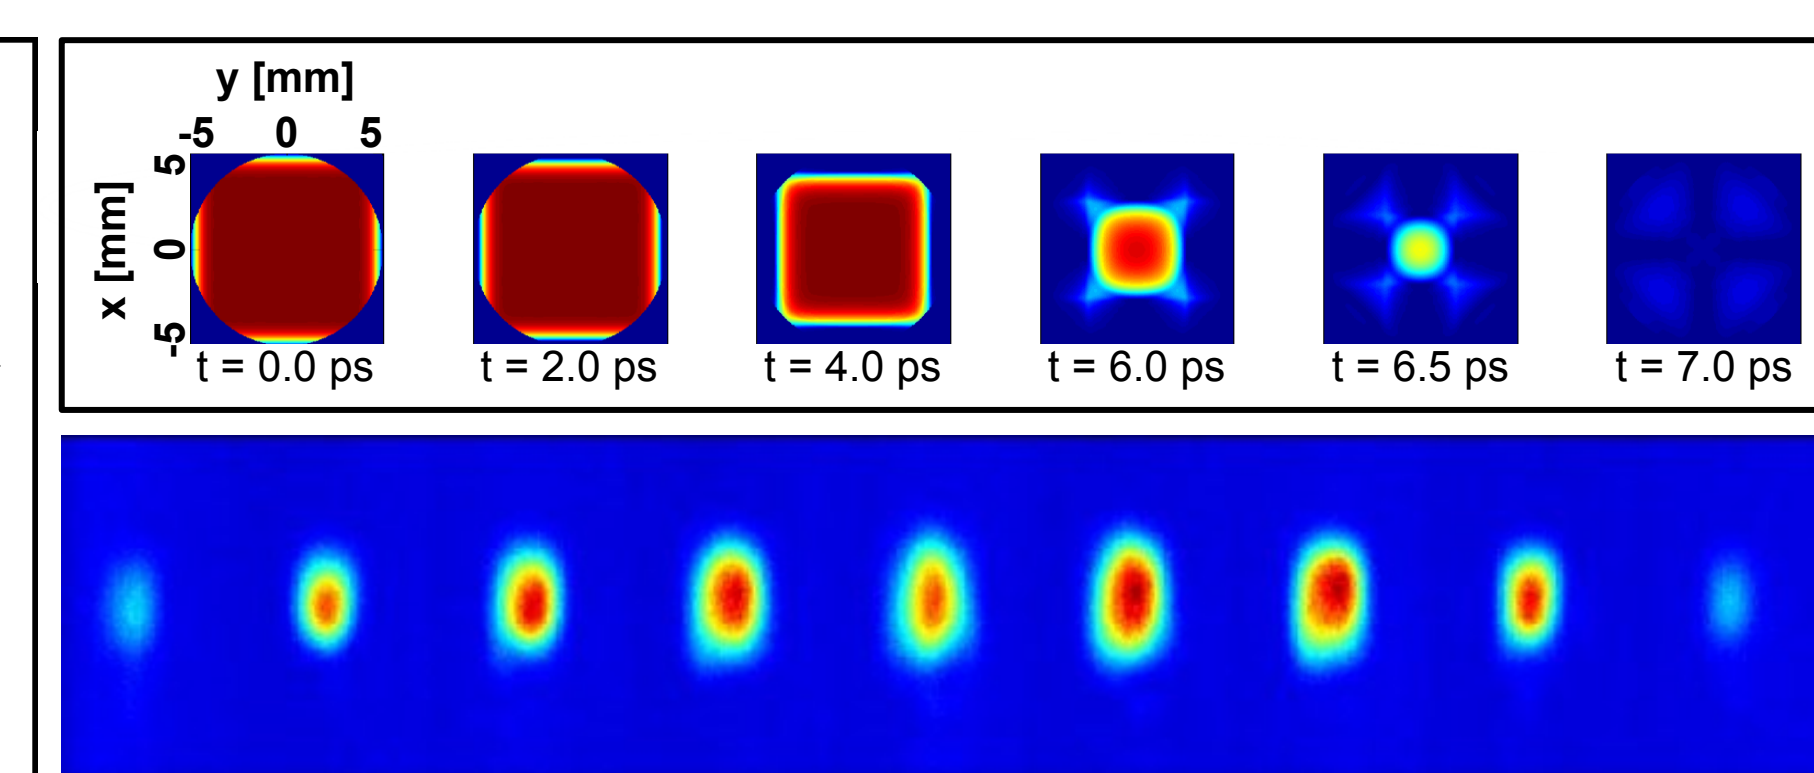 y [mm]
-5 0 5
x [mm]
5 0 -5
t = 0.0 ps
t = 2.0 ps
t = 4.0 ps
t = 6.0 ps
t = 6.5 ps
t = 7.0 ps